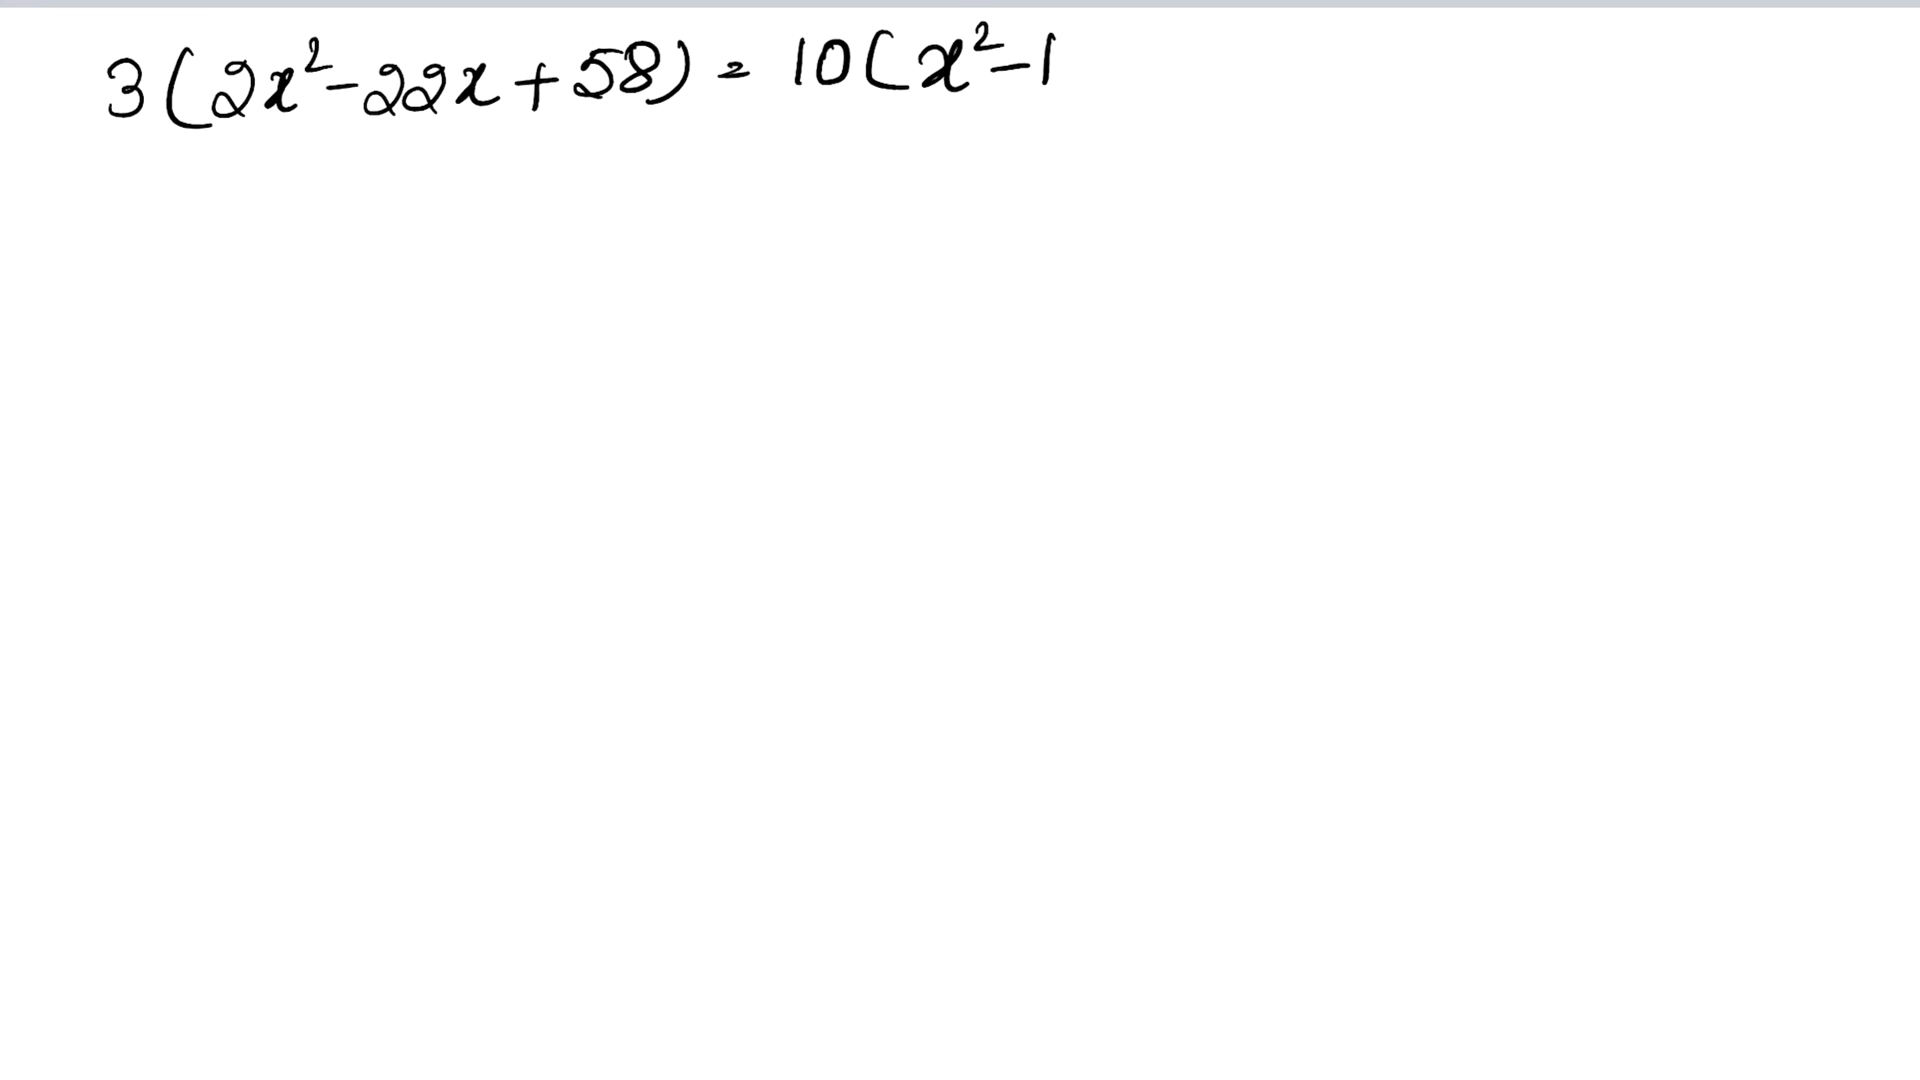 3(2x²-22x+58) = 10(x²-1